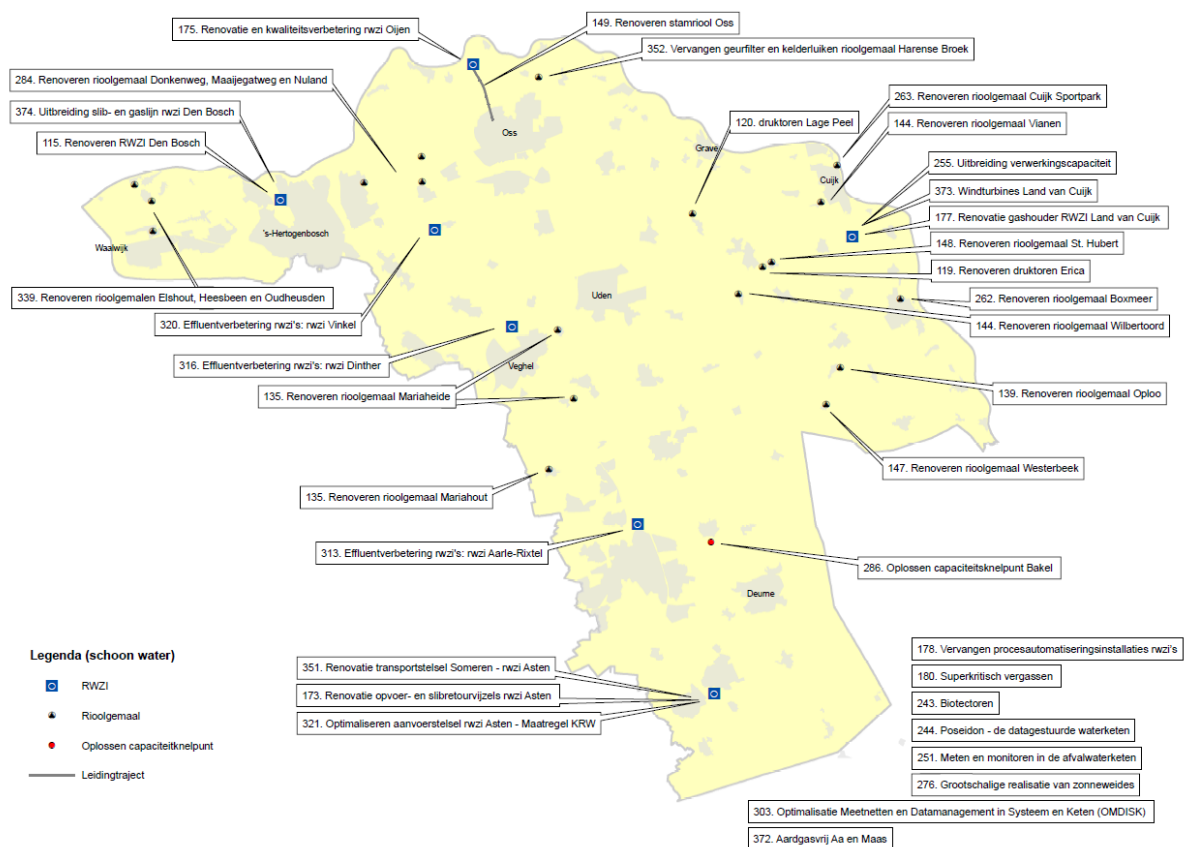 149. Renoveren stamriool Oss
175. Renovatie en kwaliteitsverbetering rwzi Oijen
352. Vervangen geurfilter en kelderluiken rioolgemaal Harense Broek
284. Renoveren rioolgemaal Donkenweg, Maaijegatweg en Nuland
374. Uitbreiding slib- en gaslijn rwzi Den Bosch
115. Renoveren RWZI Den Bosch
263. Renoveren rioolgemaal Cuijk Sportpark
120. druktoren Lage Peel
144. Renoveren rioolgemaal Vianen
255. Uitbreiding verwerkingscapaciteit
373. Windturbines Land van Cuijk
177. Renovatie gashouder RWZI Land van Cuijk
148. Renoveren rioolgemaal St. Hubert
119. Renoveren druktoren Erica
262. Renoveren rioolgemaal Boxmeer
144. Renoveren rioolgemaal Wilbertoord
Oss
Grave
Cuijk
's-Hertogenbosch
Waalwijk
Uden
Veghel
Deurne
339. Renoveren rioolgemalen Elshout, Heesbeen en Oudheusden
320. Effluentverbetering rwzi's: rwzi Vinkel
316. Effluentverbetering rwzi's: rwzi Dinther
135. Renoveren rioolgemaal Mariaheide
139. Renoveren rioolgemaal Oploo
147. Renoveren rioolgemaal Westerbeek
135. Renoveren rioolgemaal Mariahout
313. Effluentverbetering rwzi's: rwzi Aarle-Rixtel
286. Oplossen capaciteitsknelpunt Bakel
351. Renovatie transportstelsel Someren - rwzi Asten
173. Renovatie opvoer- en slibretourvijzels rwzi Asten
321. Optimaliseren aanvoerstelsel rwzi Asten - Maatregel KRW
Legenda (schoon water)
RWZI
Rioolgemaal
Oplossen capaciteitknelpunt
Leidingtraject
178. Vervangen procesautomatiseringsinstallaties rwzi's
180. Superkritisch vergassen
243. Biotectoren
244. Poseidon - de datagestuurde waterketen
251. Meten en monitoren in de afvalwaterketen
276. Grootschalige realisatie van zonneweides
303. Optimalisatie Meetnetten en Datamanagement in Systeem en Keten (OMDISK)
372. Aardgasvrij Aa en Maas